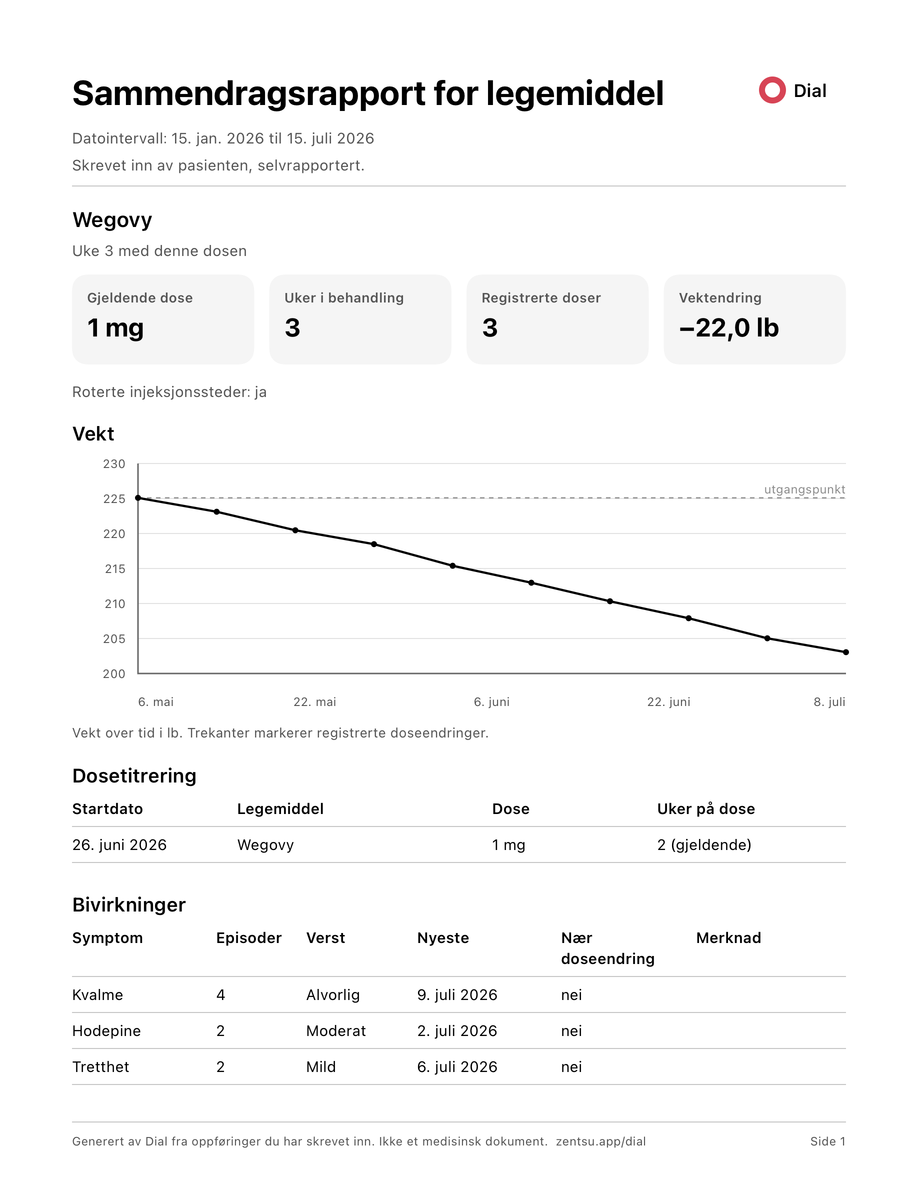 Sammendragsrapport for legemiddel
Dial
Datointervall: 15. jan. 2026 til 15. juli 2026
Skrevet inn av pasienten, selvrapportert.
Wegovy
Uke 3 med denne dosen
Gjeldende dose Uker i behandling Registrerte doser Vektendring
1 mg 3 3 −22,0 lb
Roterte injeksjonssteder: ja
Vekt
230
utgangspunkt
225
220
215
210
205
200
6. mai 22. mai 6. juni 22. juni 8. juli
Vekt over tid i lb. Trekanter markerer registrerte doseendringer.
Dosetitrering
Startdato Legemiddel Dose Uker på dose
26. juni 2026 Wegovy 1 mg 2 (gjeldende)
Bivirkninger
Symptom Episoder Verst Nyeste Nær doseendring Merknad
Kvalme 4 Alvorlig 9. juli 2026 nei
Hodepine 2 Moderat 2. juli 2026 nei
Tretthet 2 Mild 6. juli 2026 nei
Generert av Dial fra oppføringer du har skrevet inn. Ikke et medisinsk dokument. zentsu.app/dial Side 1